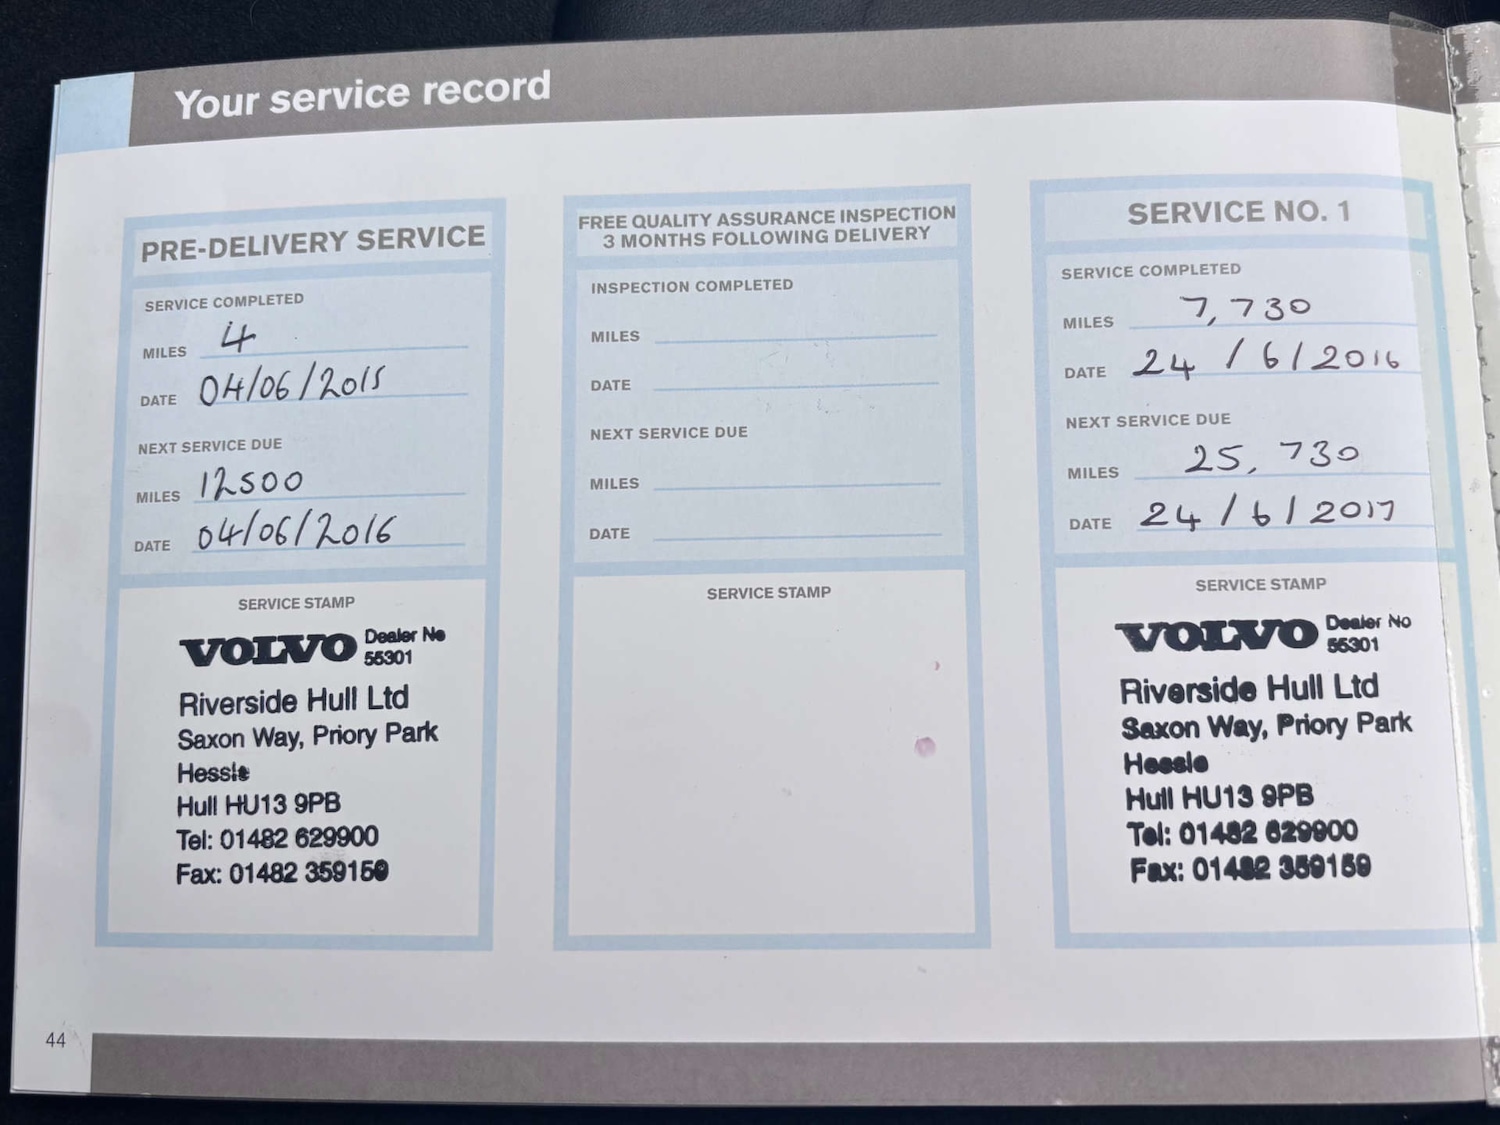 Your service record
PRE-DELIVERY SERVICE
SERVICE COMPLETED
MILES 4
DATE 04/06/2015
NEXT SERVICE DUE
MILES 12500
DATE 04/06/2016
SERVICE STAMP
VOLVO Dealer No
55301
Riverside Hull Ltd
Saxon Way, Priory Park
Hessle
Hull HU13 9PB
Tel: 01482 629900
Fax: 01482 359159
FREE QUALITY ASSURANCE INSPECTION
3 MONTHS FOLLOWING DELIVERY
INSPECTION COMPLETED
MILES
DATE
NEXT SERVICE DUE
MILES
DATE
SERVICE STAMP
SERVICE NO. 1
SERVICE COMPLETED
MILES 7,730
DATE 24/6/2016
NEXT SERVICE DUE
MILES 25,730
DATE 24/6/2017
SERVICE STAMP
VOLVO Dealer No
55301
Riverside Hull Ltd
Saxon Way, Priory Park
Hessle
Hull HU13 9PB
Tel: 01482 629900
Fax: 01482 359159
44